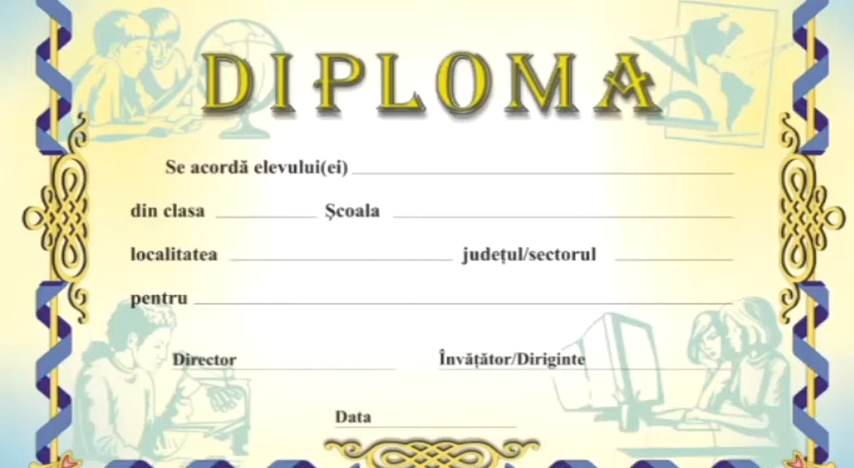 DIPLOMA
Se acordă elevului(ei)
din clasa Școala
localitatea județul/sectorul
pentru
Director Învățător/Diriginte
Data